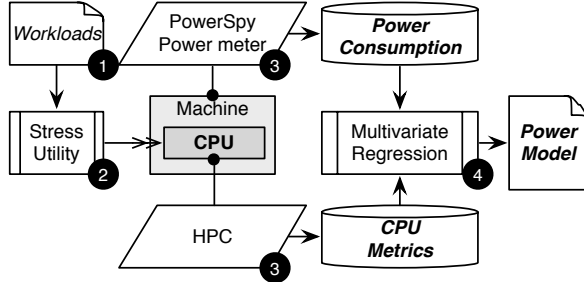 Workloads
1
PowerSpy
Power meter
3
Power
Consumption
Stress
Utility
2
Machine
CPU
Multivariate
Regression
4
Power
Model
HPC
3
CPU
Metrics